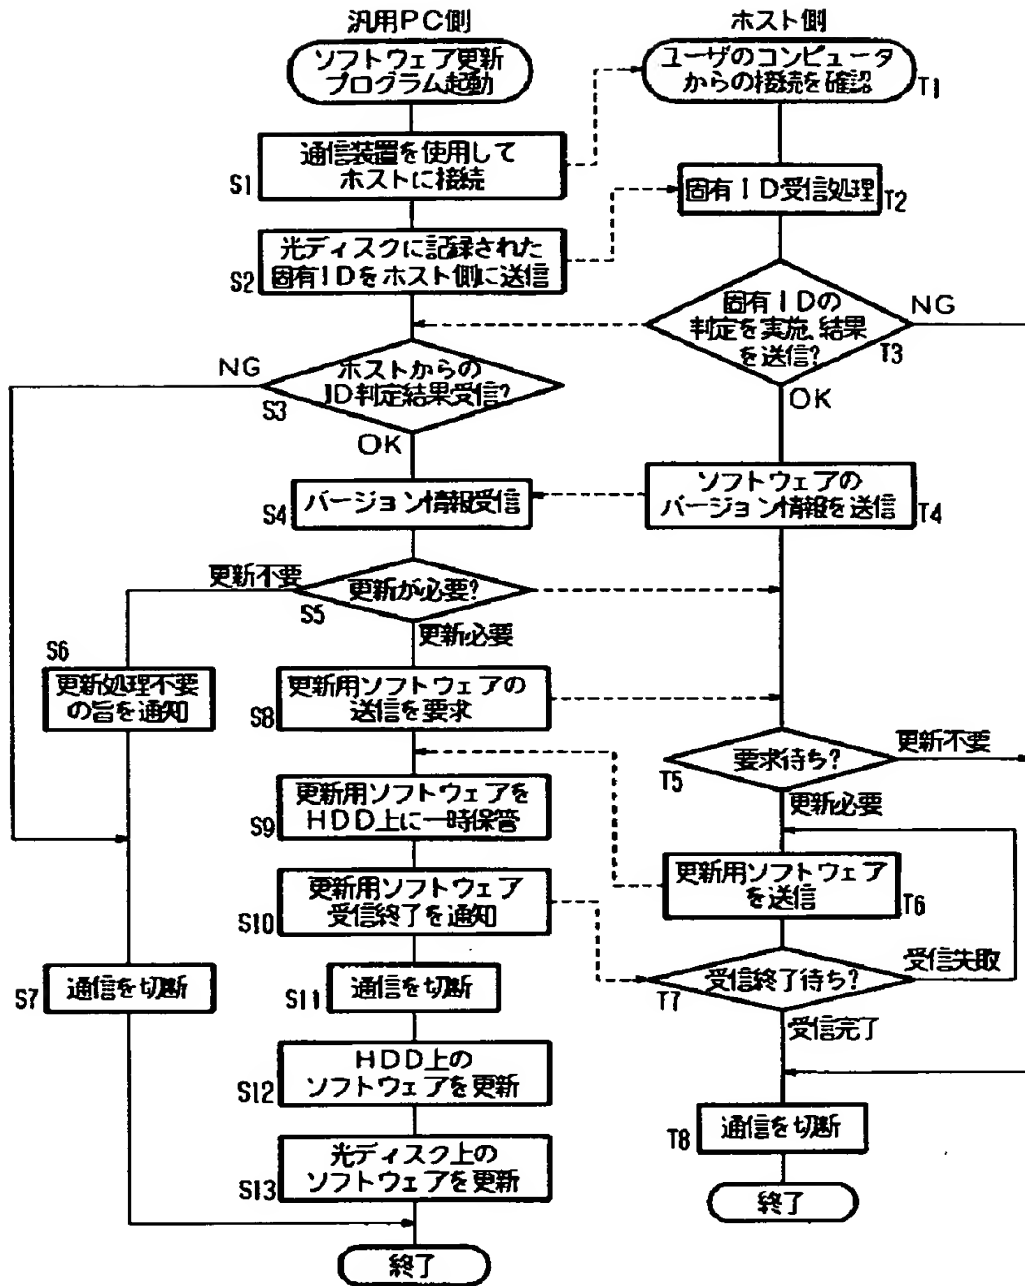 汎用PC側
ソフトウェア更新
プログラム起動
S1
通信装置を使用して
ホストに接続
S2
光ディスクに記録された
固有IDをホスト側に送信
NG
ホストからの
ID判定結果受信?
S3
OK
S4
バージョン情報受信
更新不要
更新が必要?
S5
更新必要
S6
更新処理不要
の旨を通知
S8
更新用ソフトウェアの
送信を要求
S9
更新用ソフトウェアを
HDD上に一時保管
S10
更新用ソフトウェア
受信終了を通知
S7
通信を切断
S11
通信を切断
S12
HDD上の
ソフトウェアを更新
S13
光ディスク上の
ソフトウェアを更新
終了
ホスト側
ユーザのコンピュータ
からの接続を確認
T1
固有ID受信処理
T2
固有IDの
判定を実施、結果
を送信?
T3
NG
OK
ソフトウェアの
バージョン情報を送信
T4
要求待ち?
T5
更新不要
更新必要
更新用ソフトウェア
を送信
T6
受信終了待ち?
T7
受信失敗
受信完了
T8
通信を切断
終了